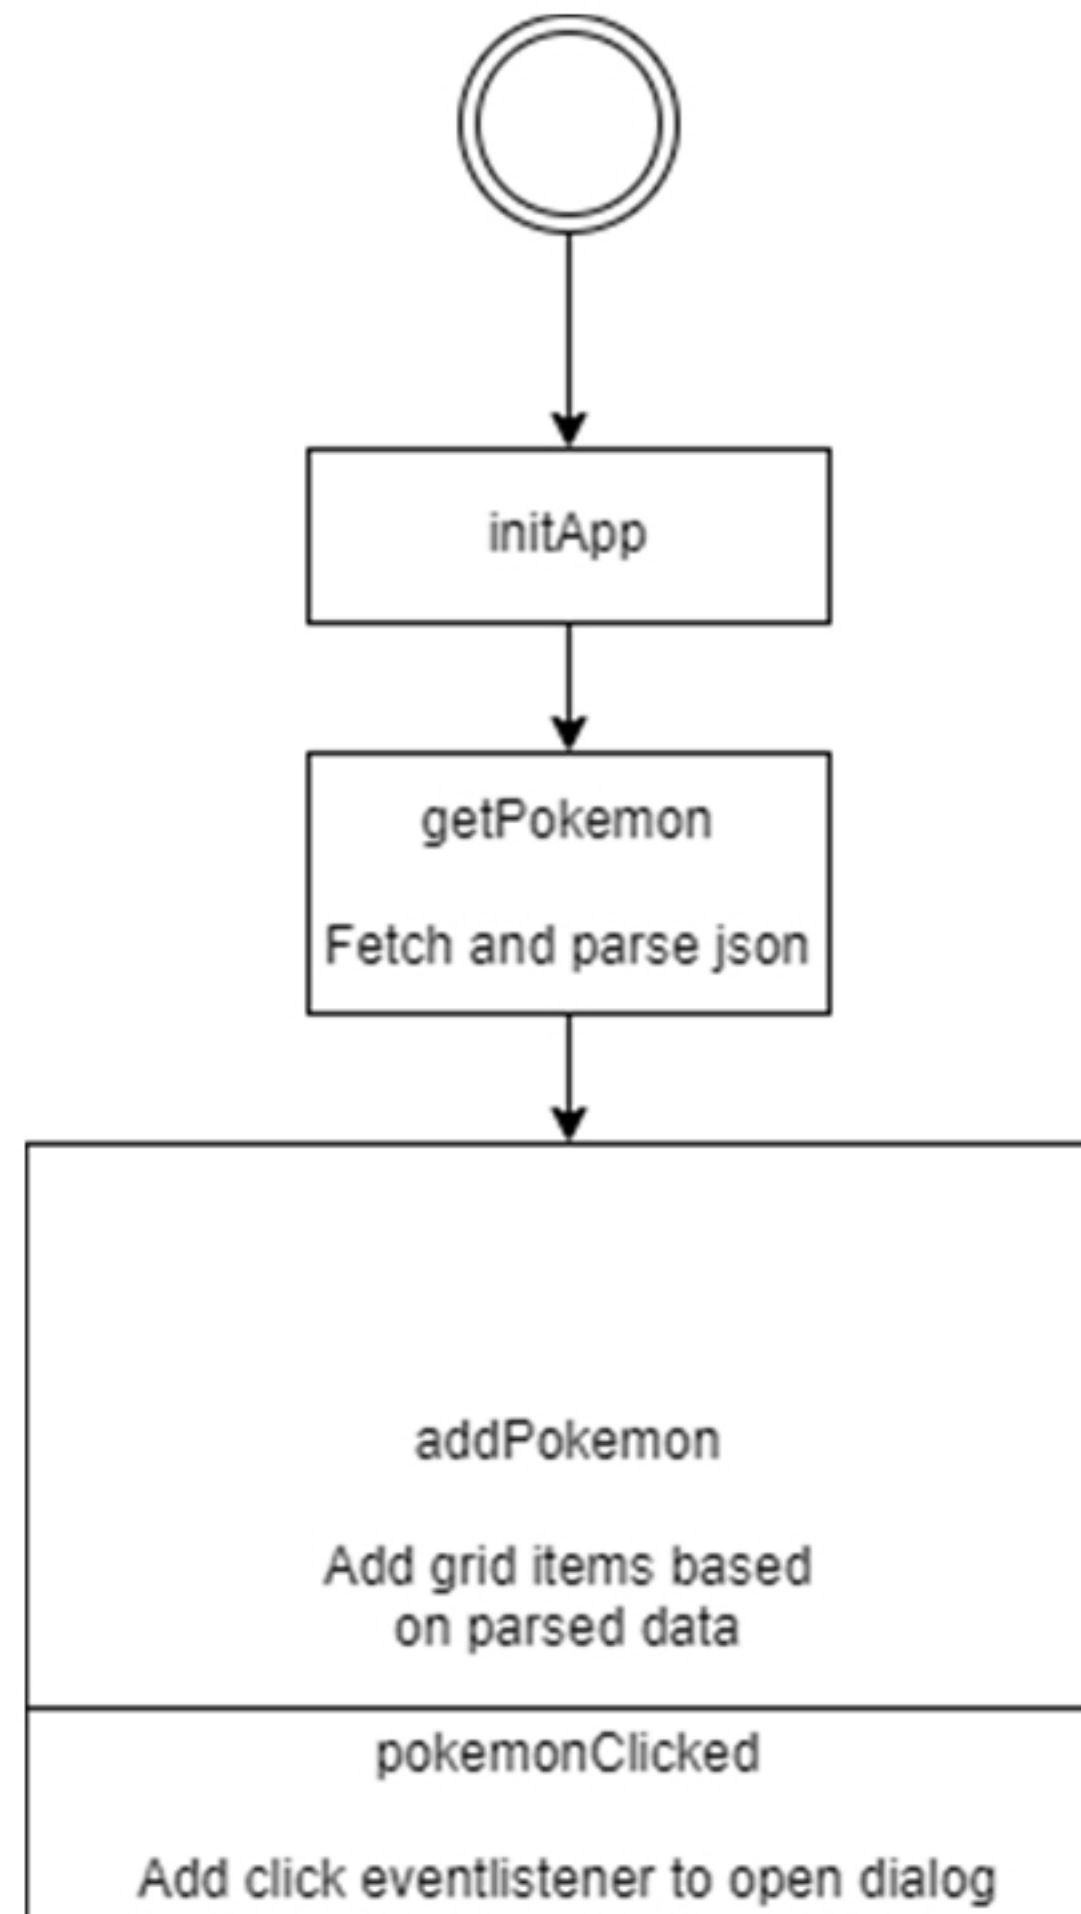 initApp
getPokemon
Fetch and parse json
addPokemon
Add grid items based
on parsed data
pokemonClicked
Add click eventlistener to open dialog